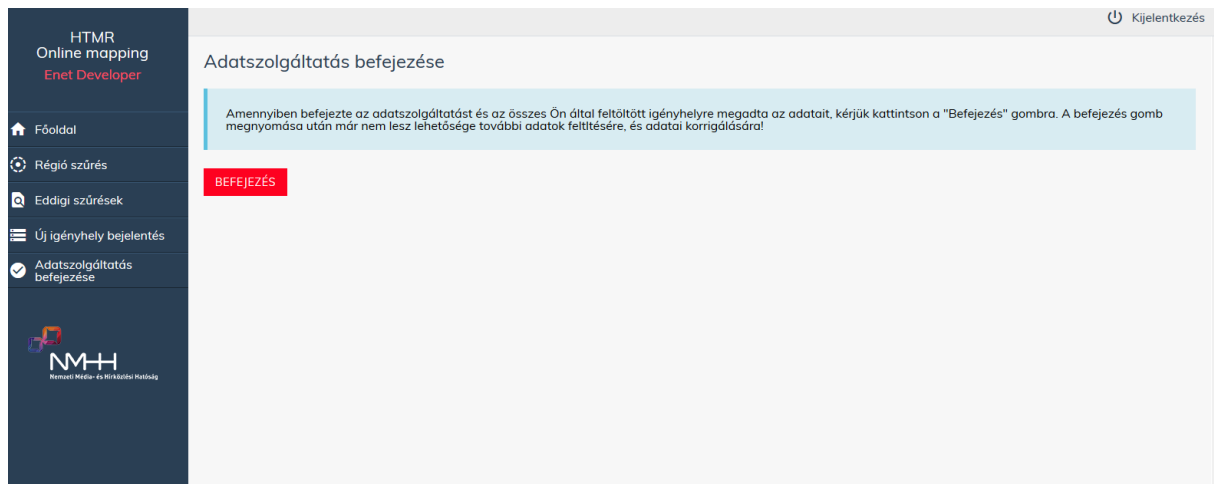 HTMR
Online mapping
Enet Developer
Főoldal
Régió szűrés
Eddigi szűrések
Új igényhely bejelentés
Adatszolgáltatás
befejezése
NMHH
Nemzeti Média- és Hírközlési Hatóság
Kijelentkezés
Adatszolgáltatás befejezése
Amennyiben befejezte az adatszolgáltatást és az összes Ön által feltöltött igényhelyre megadta az adatait, kérjük kattintson a "Befejezés" gombra. A befejezés gomb
megnyomása után már nem lesz lehetősége további adatok feltltésére, és adatai korrigálására!
BEFEJEZÉS